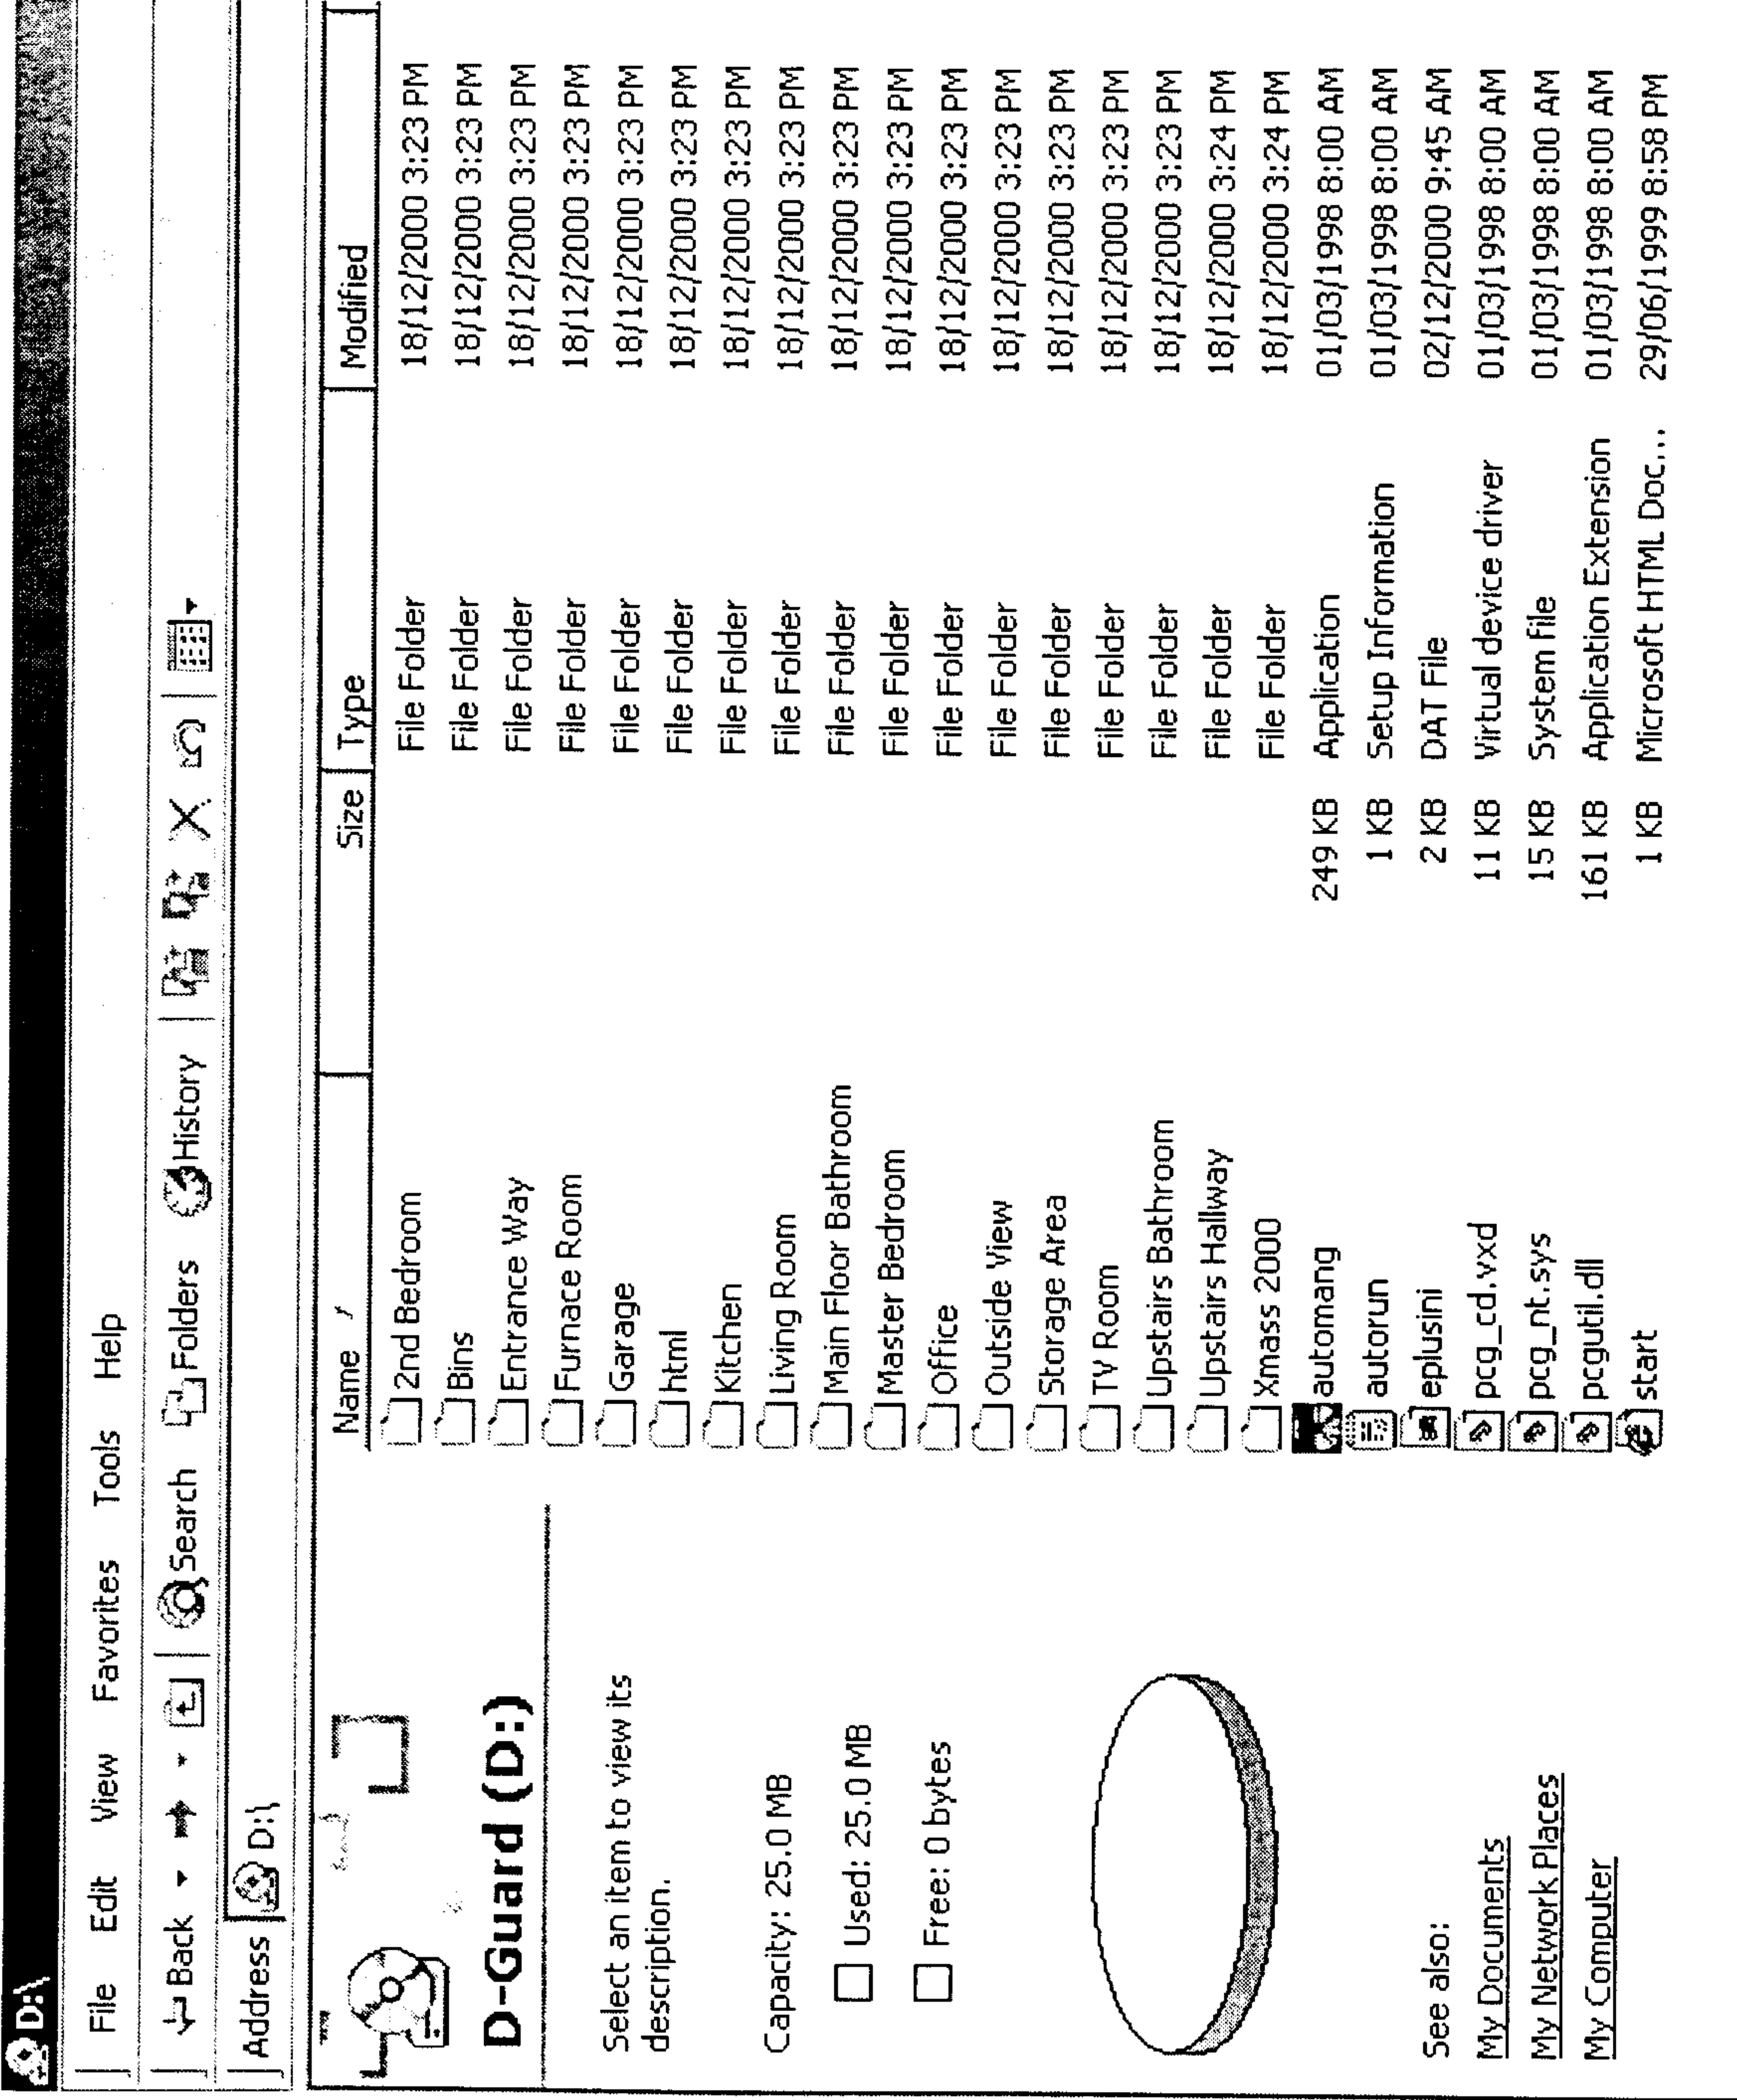 D:\
File Edit View Favorites Tools Help
Back Search Folders History
Address D:\
D-Guard (D:)
Select an item to view its
description.
Capacity: 25.0 MB
Used: 25.0 MB
Free: 0 bytes
See also:
My Documents
My Network Places
My Computer
Name Size Type Modified
2nd Bedroom File Folder 18/12/2000 3:23 PM
Bins File Folder 18/12/2000 3:23 PM
Entrance Way File Folder 18/12/2000 3:23 PM
Furnace Room File Folder 18/12/2000 3:23 PM
Garage File Folder 18/12/2000 3:23 PM
html File Folder 18/12/2000 3:23 PM
Kitchen File Folder 18/12/2000 3:23 PM
Living Room File Folder 18/12/2000 3:23 PM
Main Floor Bathroom File Folder 18/12/2000 3:23 PM
Master Bedroom File Folder 18/12/2000 3:23 PM
Office File Folder 18/12/2000 3:23 PM
Outside View File Folder 18/12/2000 3:23 PM
Storage Area File Folder 18/12/2000 3:23 PM
TV Room File Folder 18/12/2000 3:23 PM
Upstairs Bathroom File Folder 18/12/2000 3:23 PM
Upstairs Hallway File Folder 18/12/2000 3:24 PM
Xmass 2000 File Folder 18/12/2000 3:24 PM
automang 249 KB Application 01/03/1998 8:00 AM
autorun 1 KB Setup Information 01/03/1998 8:00 AM
eplusini 2 KB DAT File 02/12/2000 9:45 AM
pcg_cd.vxd 11 KB Virtual device driver 01/03/1998 8:00 AM
pcg_nt.sys 15 KB System file 01/03/1998 8:00 AM
pcgutil.dll 161 KB Application Extension 01/03/1998 8:00 AM
start 1 KB Microsoft HTML Doc... 29/06/1999 8:58 PM